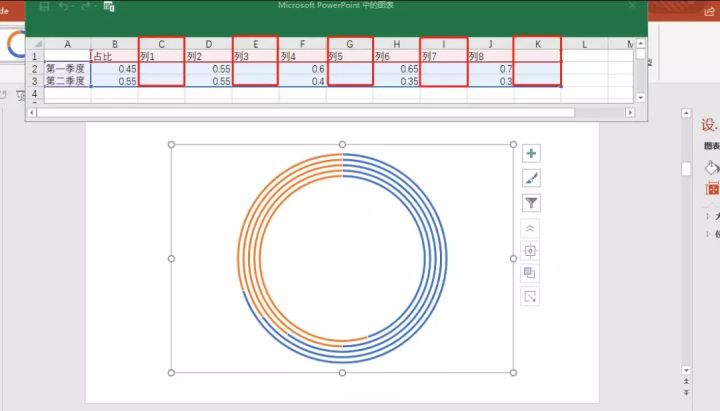 de
Microsoft PowerPoint 中的图表
A B C D E F G H I J K L M
1 占比 列1 列2 列3 列4 列5 列6 列7 列8
2 第一季度 0.45 0.55 0.6 0.65 0.7
3 第二季度 0.55 0.55 0.4 0.35 0.3
4
设.
图表